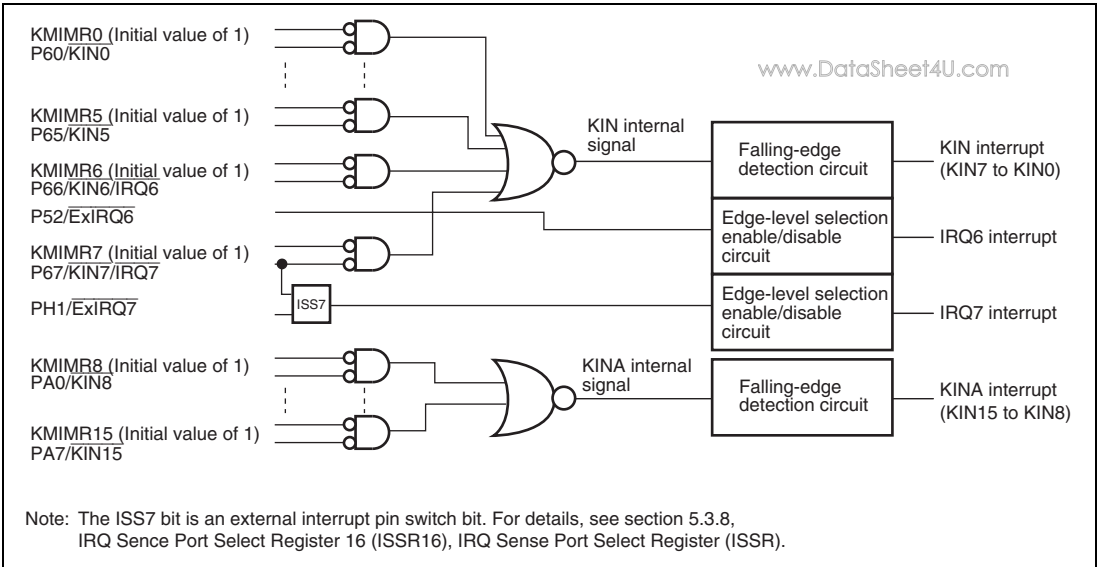 KMIMR0 (Initial value of 1)
P60/KIN0
www.DataSheet4U.com
KMIMR5 (Initial value of 1)
P65/KIN5
KMIMR6 (Initial value of 1)
P66/KIN6/IRQ6
P52/ExIRQ6
KMIMR7 (Initial value of 1)
P67/KIN7/IRQ7
PH1/ExIRQ7
ISS7
KIN internal
signal
Falling-edge
detection circuit
KIN interrupt
(KIN7 to KIN0)
Edge-level selection
enable/disable
circuit
IRQ6 interrupt
Edge-level selection
enable/disable
circuit
IRQ7 interrupt
KMIMR8 (Initial value of 1)
PA0/KIN8
KMIMR15 (Initial value of 1)
PA7/KIN15
KINA internal
signal
Falling-edge
detection circuit
KINA interrupt
(KIN15 to KIN8)
Note: The ISS7 bit is an external interrupt pin switch bit. For details, see section 5.3.8,
IRQ Sence Port Select Register 16 (ISSR16), IRQ Sense Port Select Register (ISSR).